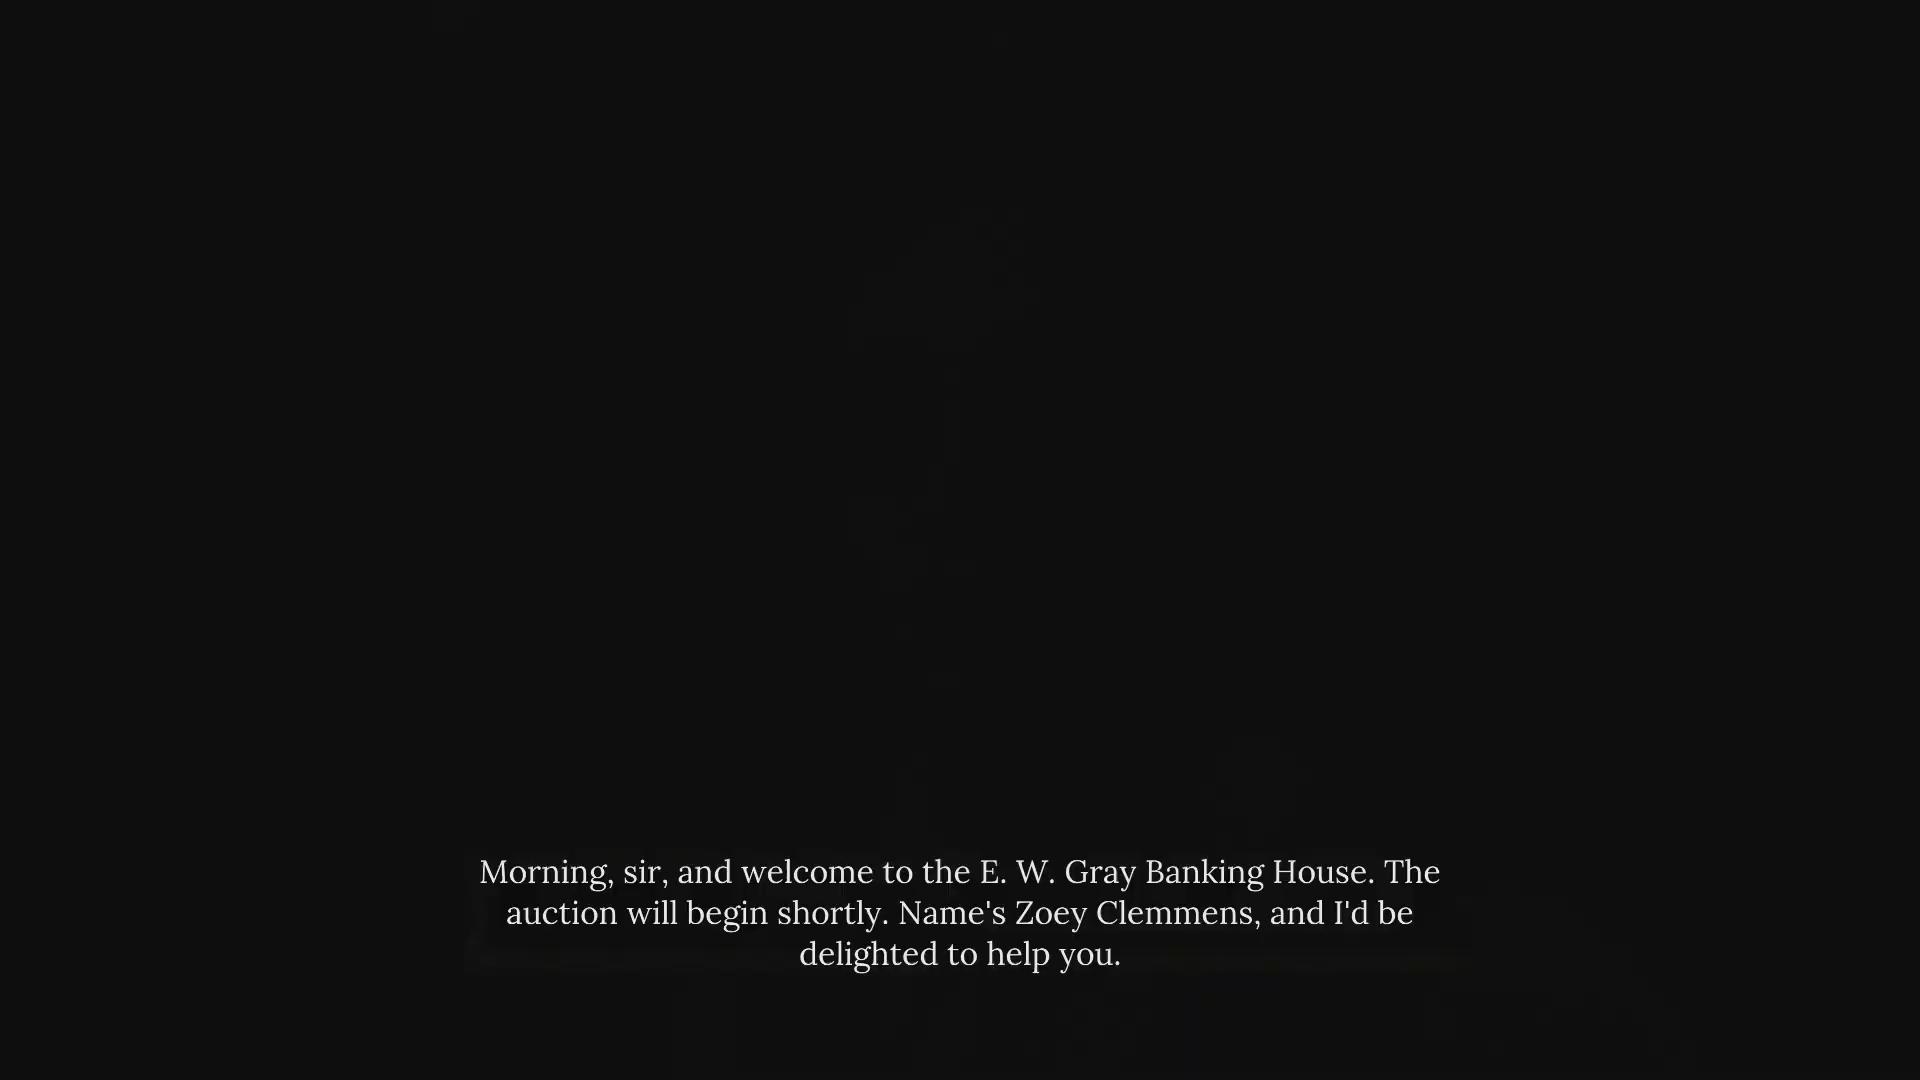 Morning, sir, and welcome to the E. W. Gray Banking House. The
auction will begin shortly. Name's Zoey Clemmens, and I'd be
delighted to help you.